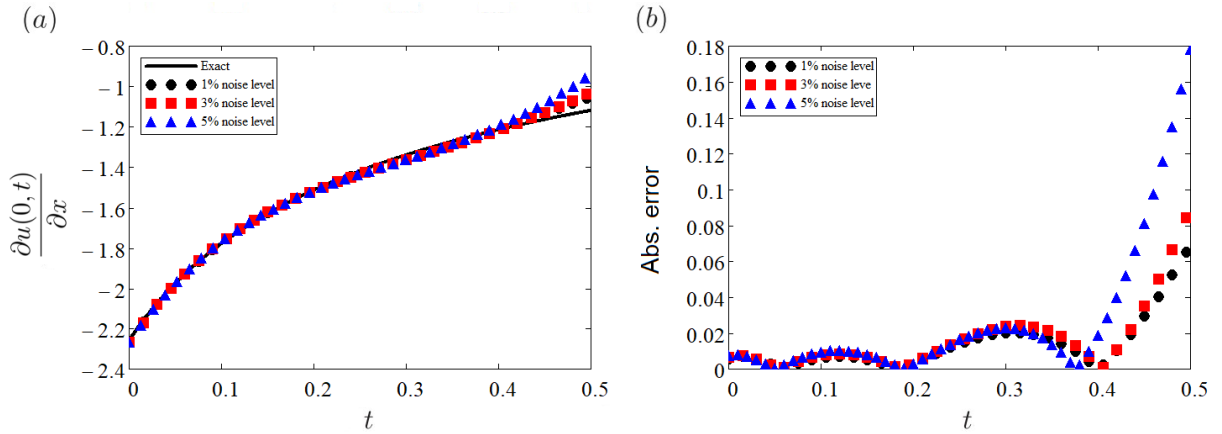 (a)
−0.8
−1
−1.2
−1.4
−1.6
−1.8
−2
−2.2
−2.4
0
0.1
0.2
0.3
0.4
0.5
Exact
1% noise level
3% noise level
5% noise level
∂u(0, t)
∂x
t
(b)
0.18
0.16
0.14
0.12
0.10
0.08
0.06
0.04
0.02
0
0
0.1
0.2
0.3
0.4
0.5
1% noise level
3% noise leve
5% noise level
Abs. error
t